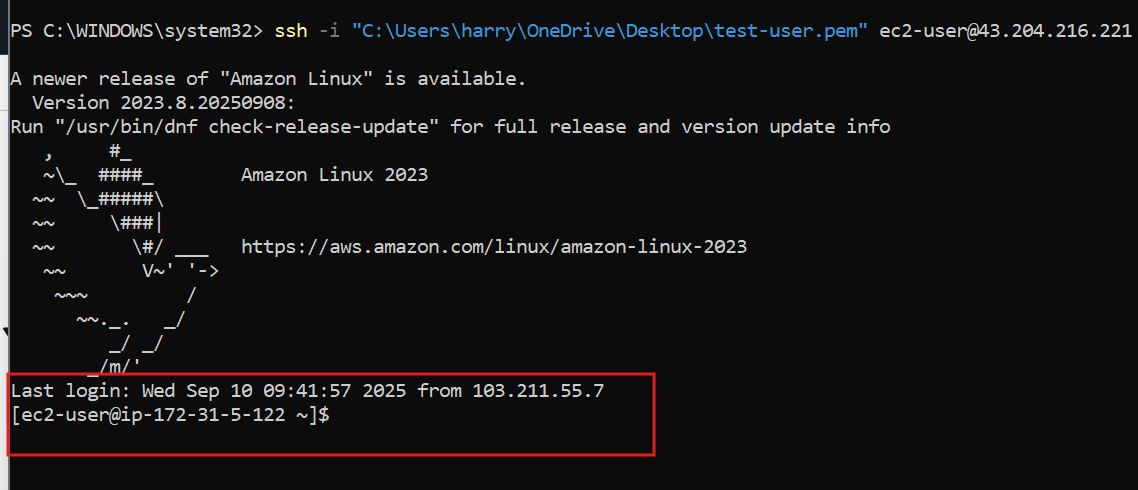 PS C:\WINDOWS\system32> ssh -i "C:\Users\harry\OneDrive\Desktop\test-user.pem" ec2-user@43.204.216.221
A newer release of "Amazon Linux" is available.
  Version 2023.8.20250908:
Run "/usr/bin/dnf check-release-update" for full release and version update info
   ,     #_
   ~\_  ####_        Amazon Linux 2023
  ~~  \_#####\
  ~~     \###|
  ~~       \#/ ___   https://aws.amazon.com/linux/amazon-linux-2023
   ~~       V~' '->
    ~~~         /
      ~~._.   _/
         _/ _/
       _/m/'
Last login: Wed Sep 10 09:41:57 2025 from 103.211.55.7
[ec2-user@ip-172-31-5-122 ~]$